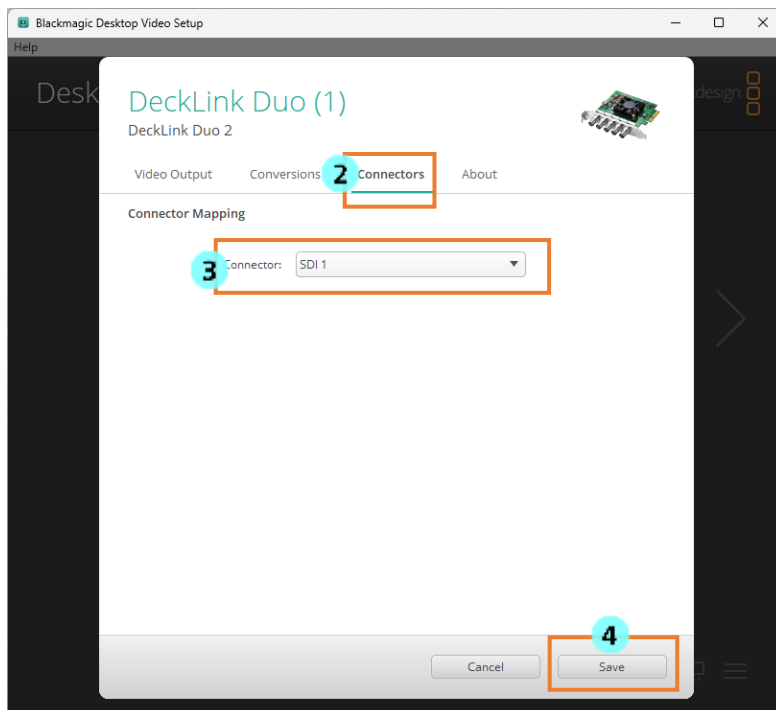 Blackmagic Desktop Video Setup
Help
Desk
design
DeckLink Duo (1)
DeckLink Duo 2
Video Output Conversions 2 Connectors About
Connector Mapping
3 Connector: SDI 1
4
Cancel Save